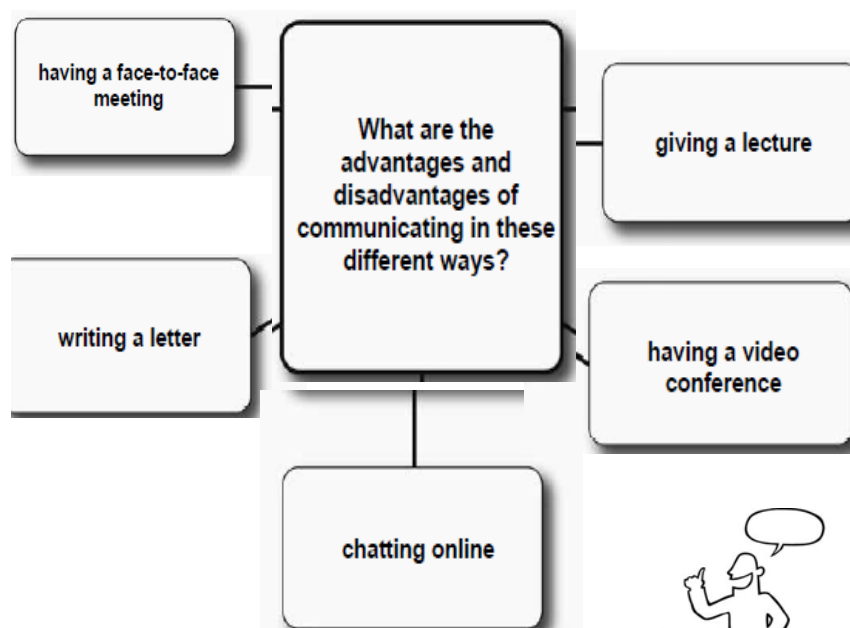 having a face-to-face
meeting
What are the
advantages and
disadvantages of
communicating in these
different ways?
giving a lecture
writing a letter
having a video
conference
chatting online